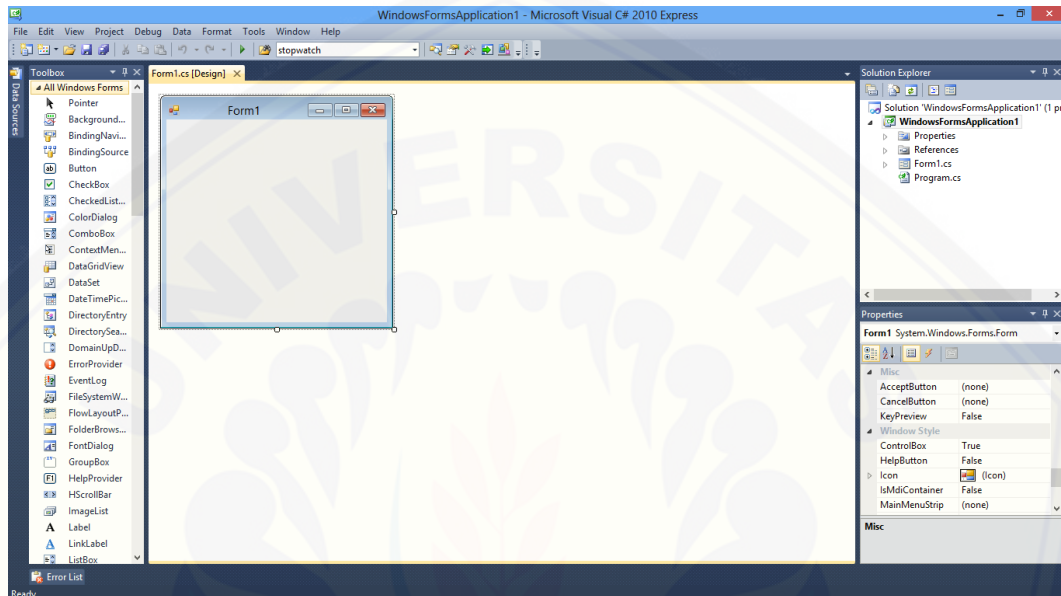 WindowsFormsApplication1 - Microsoft Visual C# 2010 Express
File Edit View Project Debug Data Format Tools Window Help
stopwatch
Data Sources
Toolbox
All Windows Forms
Pointer
Background...
BindingNavi...
BindingSource
Button
CheckBox
CheckedList...
ColorDialog
ComboBox
ContextMen...
DataGridView
DataSet
DateTimePic...
DirectoryEntry
DirectorySea...
DomainUpD...
ErrorProvider
EventLog
FileSystemW...
FlowLayoutP...
FolderBrows...
FontDialog
GroupBox
HelpProvider
HScrollBar
ImageList
Label
LinkLabel
ListBox
Form1.cs [Design]
Form1
UNIVERSITAS
Solution Explorer
Solution 'WindowsFormsApplication1' (1 pr
WindowsFormsApplication1
Properties
References
Form1.cs
Program.cs
Properties
Form1 System.Windows.Forms.Form
Misc
AcceptButton (none)
CancelButton (none)
KeyPreview False
Window Style
ControlBox True
HelpButton False
Icon (Icon)
IsMdiContainer False
MainMenuStrip (none)
Misc
Error List
Ready